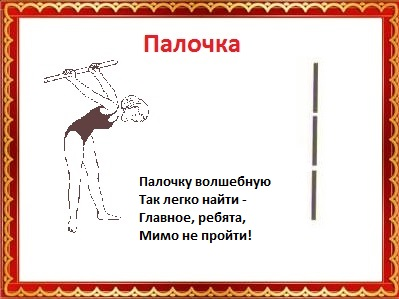 Палочка
Палочку волшебную
Так легко найти -
Главное, ребята,
Мимо не пройти!